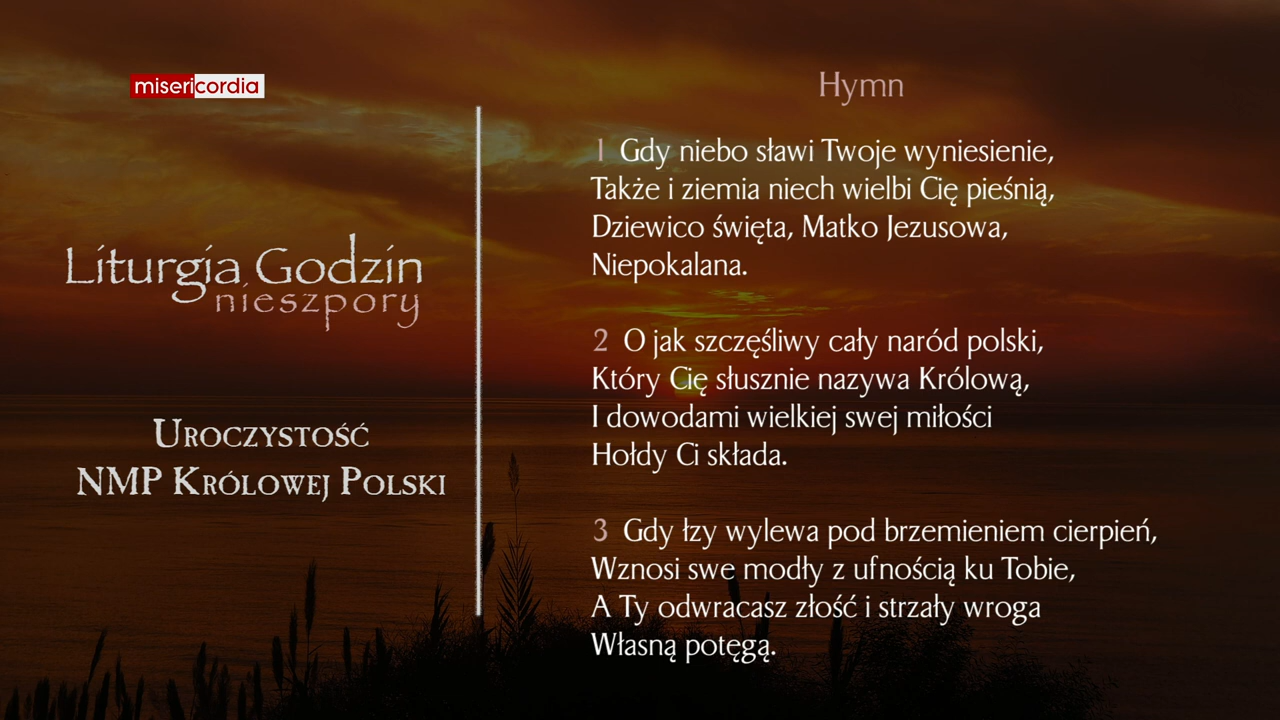 misericordia
Liturgia Godzin
nieszpory
Uroczystość
NMP Królowej Polski
Hymn
1 Gdy niebo sławi Twoje wyniesienie,
Także i ziemia niech wielbi Cię pieśnią,
Dziewico święta, Matko Jezusowa,
Niepokalana.
2 O jak szczęśliwy cały naród polski,
Który Cię słusznie nazywa Królową,
I dowodami wielkiej swej miłości
Hołdy Ci składa.
3 Gdy łzy wylewa pod brzemieniem cierpień,
Wznosi swe modły z ufnością ku Tobie,
A Ty odwracasz złość i strzały wroga
Własną potęgą.